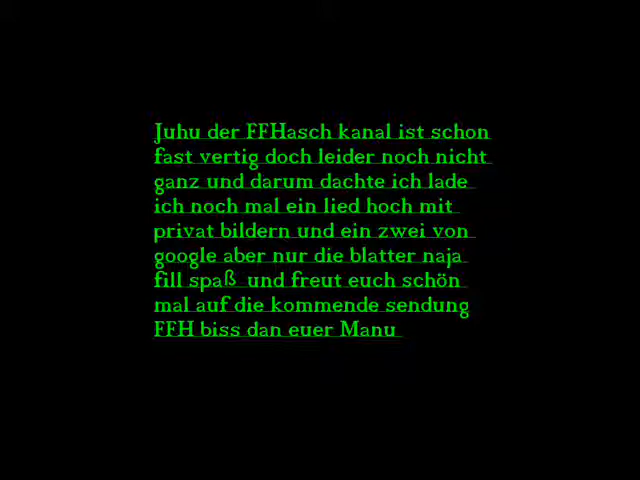 Juhu der FFHasch kanal ist schon
fast vertig doch leider noch nicht
ganz und darum dachte ich lade
ich noch mal ein lied hoch mit
privat bildern und ein zwei von
google aber nur die blatter naja
fill spaß und freut euch schön
mal auf die kommende sendung
FFH biss dan euer Manu